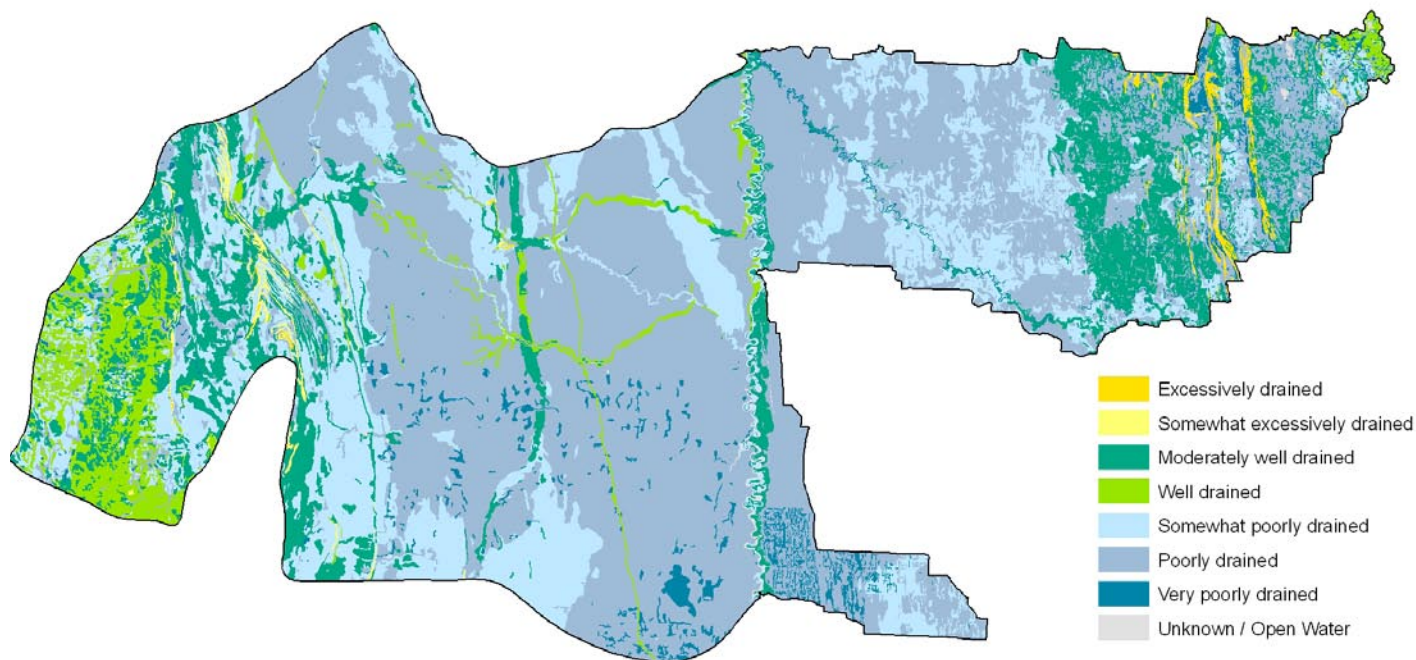 Excessively drained
Somewhat excessively drained
Moderately well drained
Well drained
Somewhat poorly drained
Poorly drained
Very poorly drained
Unknown / Open Water